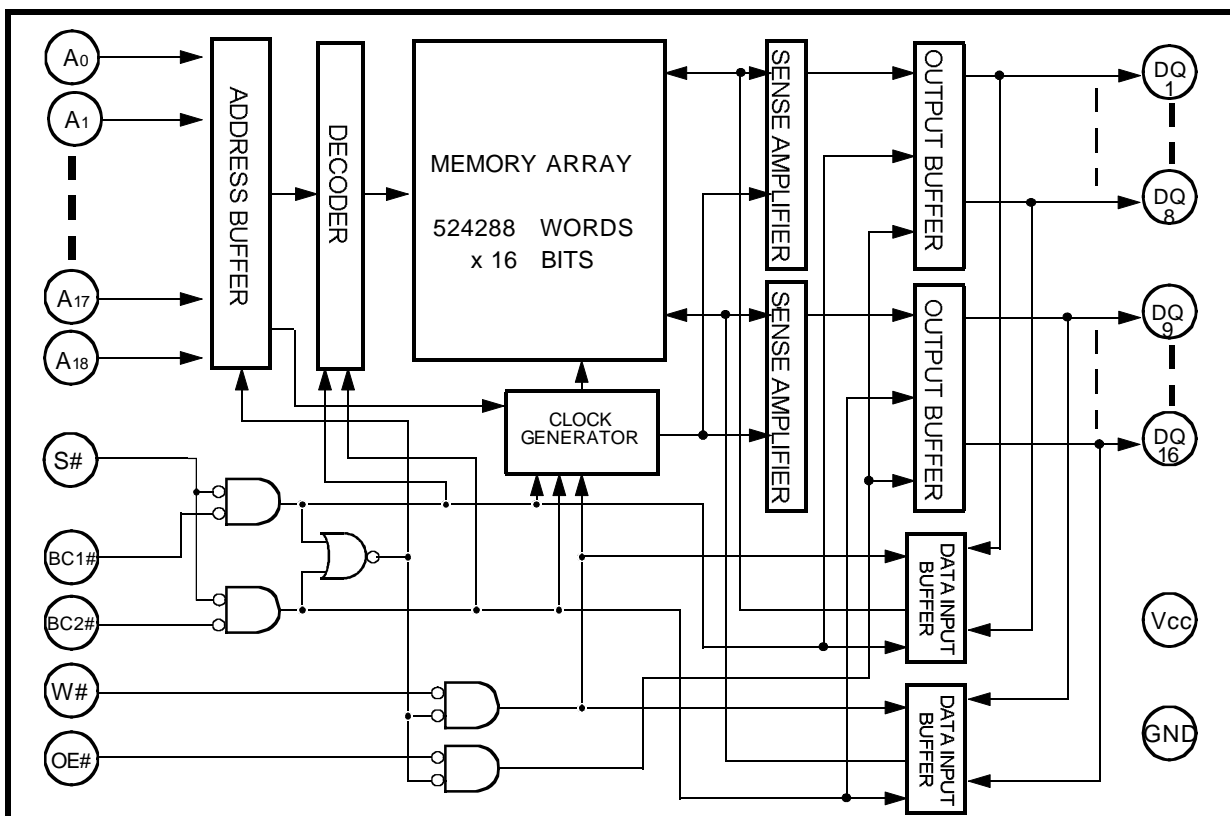 A0
A1
A17
A18
S#
BC1#
BC2#
W#
OE#
ADDRESS BUFFER
DECODER
MEMORY ARRAY
524288 WORDS
x 16 BITS
CLOCK
GENERATOR
SENSE AMPLIFIER
SENSE AMPLIFIER
OUTPUT BUFFER
OUTPUT BUFFER
DATA INPUT
BUFFER
DATA INPUT
BUFFER
DQ
1
DQ
8
DQ
9
DQ
16
Vcc
GND